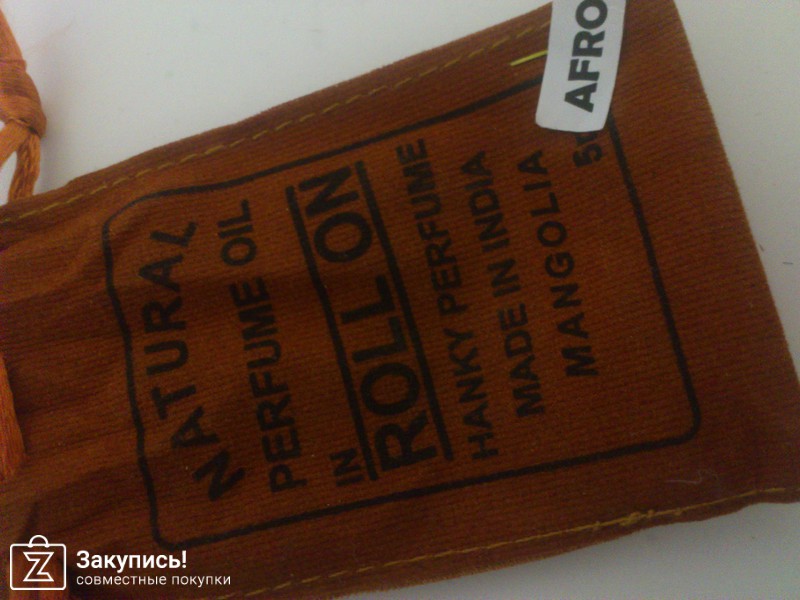 AFRO
NATURAL
PERFUME OIL
IN
ROLL ON
HANKY PERFUME
MADE IN INDIA
MANGOLIA
Закупись!
совместные покупки